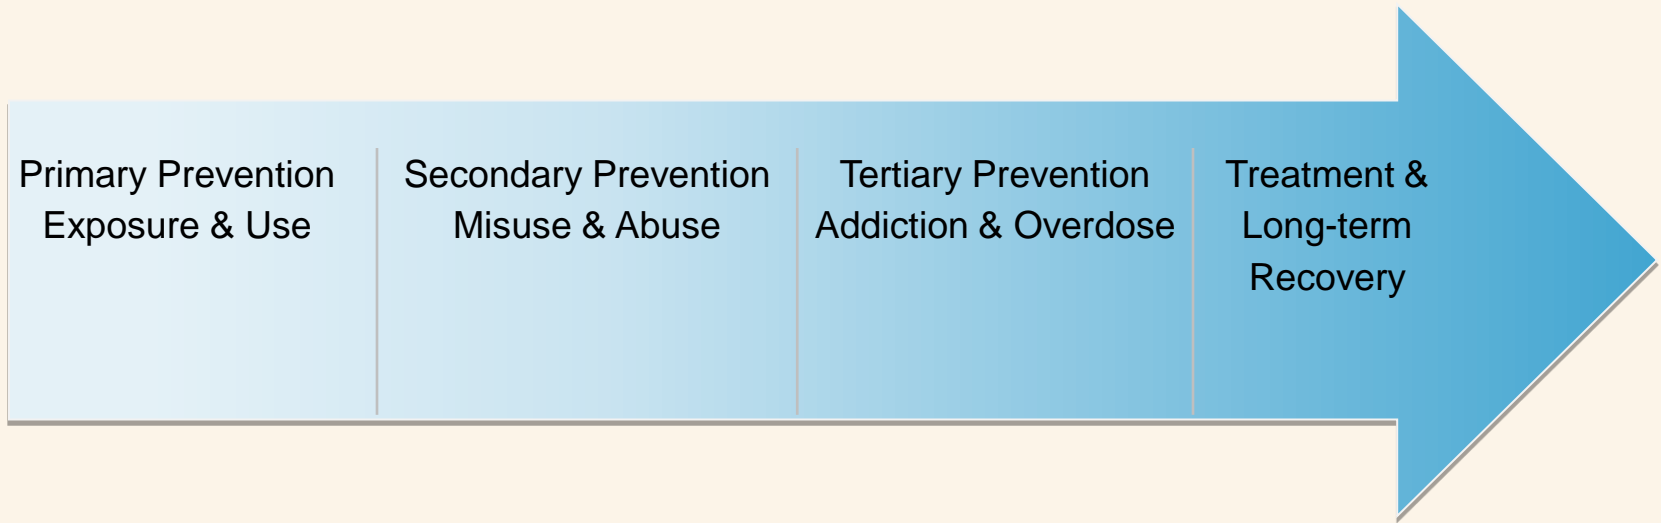 Primary Prevention
Exposure & Use
Secondary Prevention
Misuse & Abuse
Tertiary Prevention
Addiction & Overdose
Treatment &
Long-term
Recovery